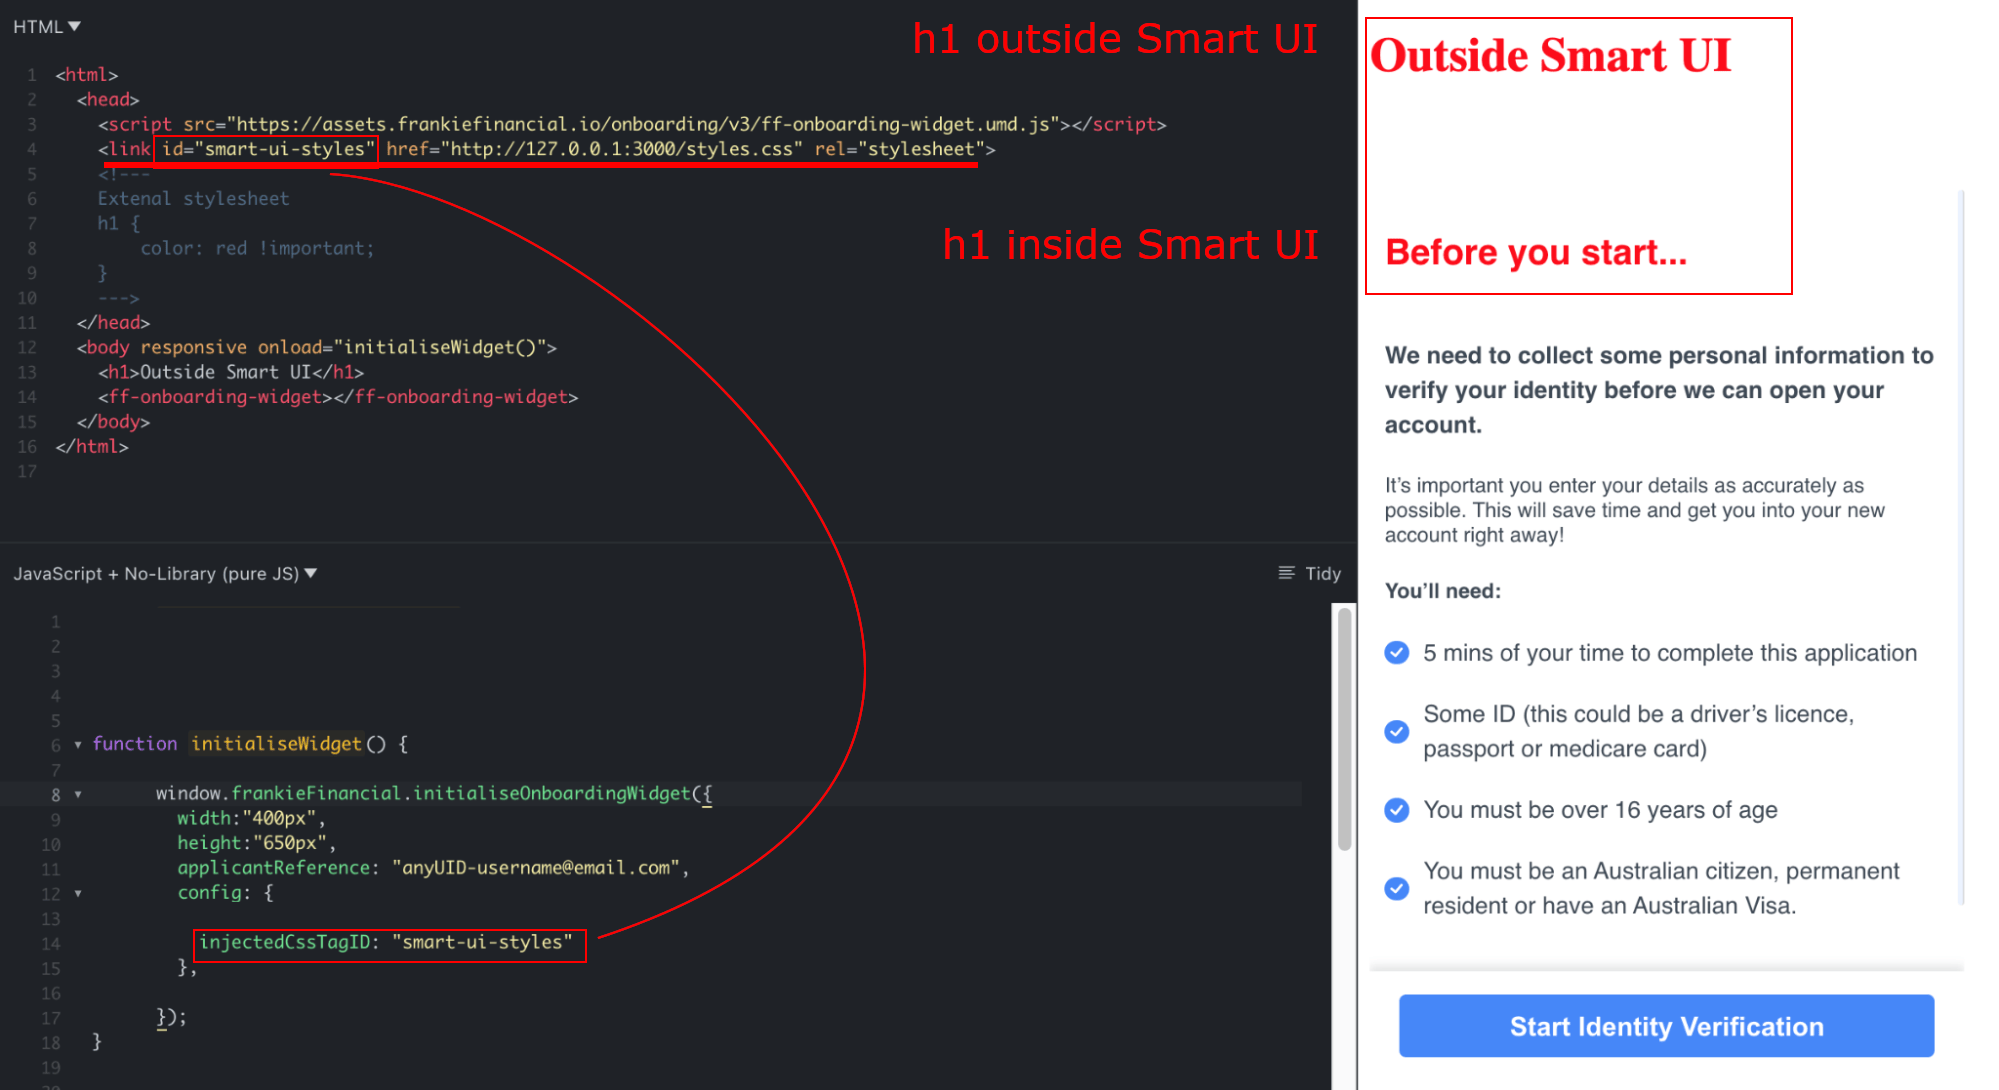 HTML▼
h1 outside Smart UI
1 <html>
2 <head>
3 <script src="https://assets.frankiefinancial.io/onboarding/v3/ff-onboarding-widget.umd.js"></script>
4 <link id="smart-ui-styles" href="http://127.0.0.1:3000/styles.css" rel="stylesheet">
5 <!---
6 Extenal stylesheet
7 h1 {
8 color: red !important;
9 }
10 --->
11 </head>
12 <body responsive onload="initialiseWidget()">
13 <h1>Outside Smart UI</h1>
14 <ff-onboarding-widget></ff-onboarding-widget>
15 </body>
16 </html>
17
h1 inside Smart UI
JavaScript + No-Library (pure JS)▼
Tidy
1
2
3
4
5
6 ▾ function initialiseWidget() {
7
8 ▾ window.frankieFinancial.initialiseOnboardingWidget({
9 width:"400px",
10 height:"650px",
11 applicantReference: "anyUID-username@email.com",
12 ▾ config: {
13
14 injectedCssTagID: "smart-ui-styles"
15 },
16
17 });
18 }
19
20
Outside Smart UI
Before you start...
We need to collect some personal information to
verify your identity before we can open your
account.
It’s important you enter your details as accurately as
possible. This will save time and get you into your new
account right away!
You’ll need:
5 mins of your time to complete this application
Some ID (this could be a driver’s licence,
passport or medicare card)
You must be over 16 years of age
You must be an Australian citizen, permanent
resident or have an Australian Visa.
Start Identity Verification